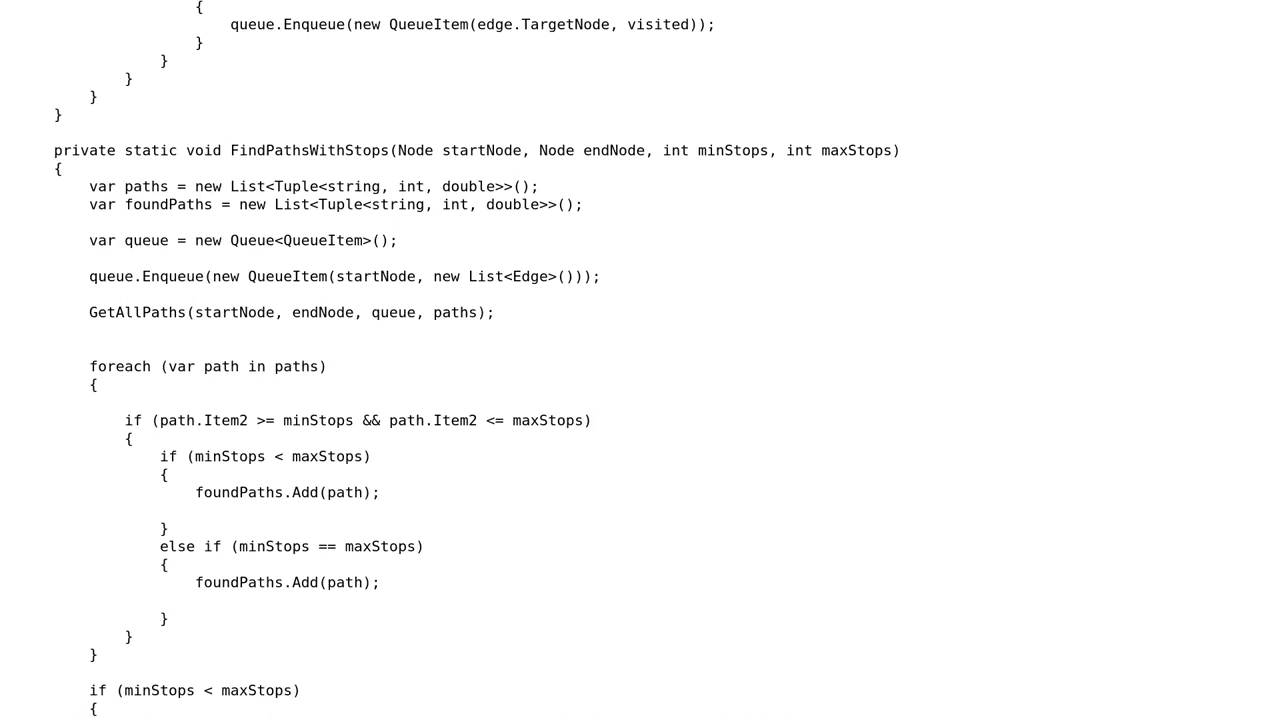 {
                    queue.Enqueue(new QueueItem(edge.TargetNode, visited));
                }
            }
        }
    }
}

private static void FindPathsWithStops(Node startNode, Node endNode, int minStops, int maxStops)
{
    var paths = new List<Tuple<string, int, double>>();
    var foundPaths = new List<Tuple<string, int, double>>();

    var queue = new Queue<QueueItem>();

    queue.Enqueue(new QueueItem(startNode, new List<Edge>()));

    GetAllPaths(startNode, endNode, queue, paths);


    foreach (var path in paths)
    {

        if (path.Item2 >= minStops && path.Item2 <= maxStops)
        {
            if (minStops < maxStops)
            {
                foundPaths.Add(path);

            }
            else if (minStops == maxStops)
            {
                foundPaths.Add(path);

            }
        }
    }

    if (minStops < maxStops)
    {